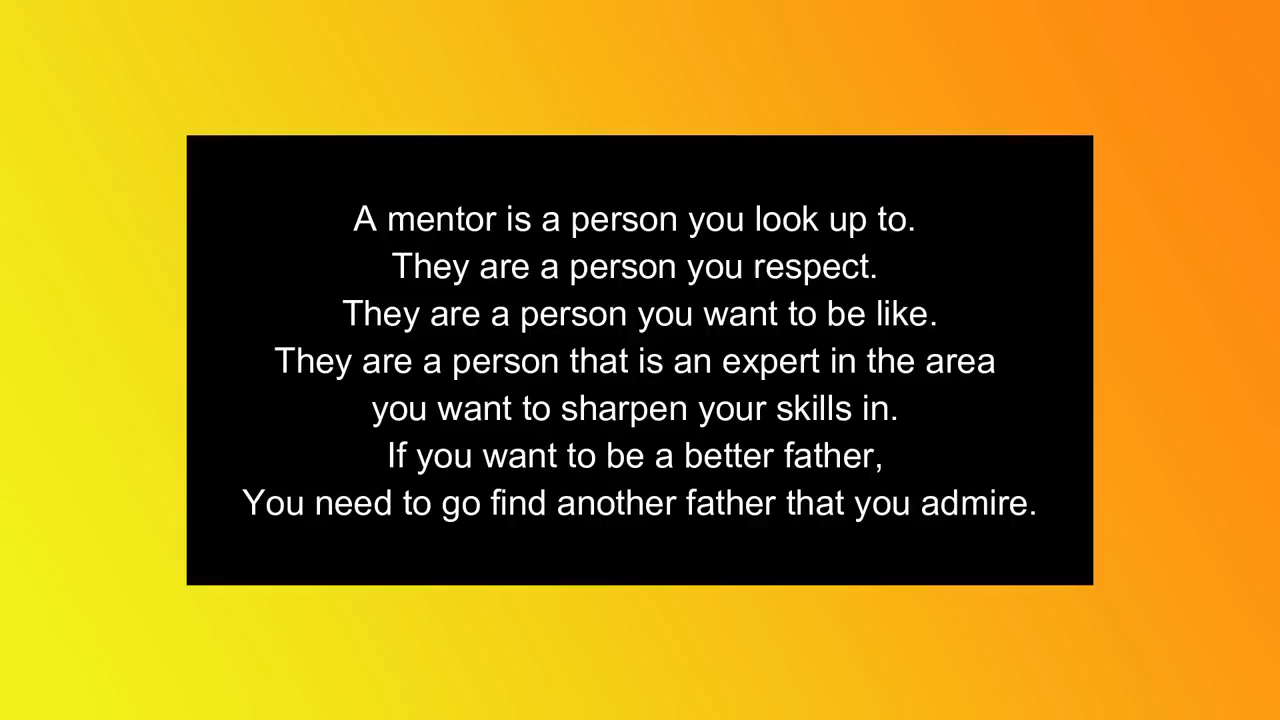 A mentor is a person you look up to.
They are a person you respect.
They are a person you want to be like.
They are a person that is an expert in the area
you want to sharpen your skills in.
If you want to be a better father,
You need to go find another father that you admire.